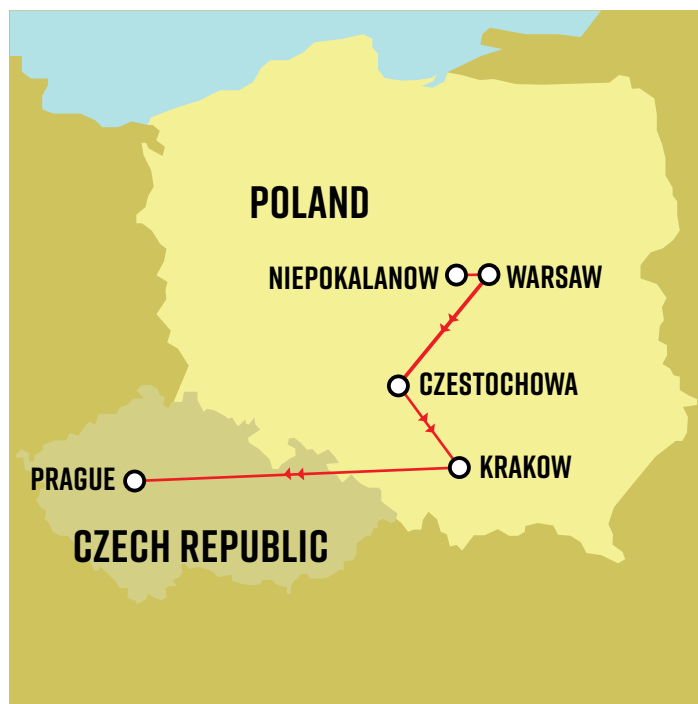 POLAND
NIEPOKALANOW
WARSAW
CZESTOCHOWA
KRAKOW
PRAGUE
CZECH REPUBLIC